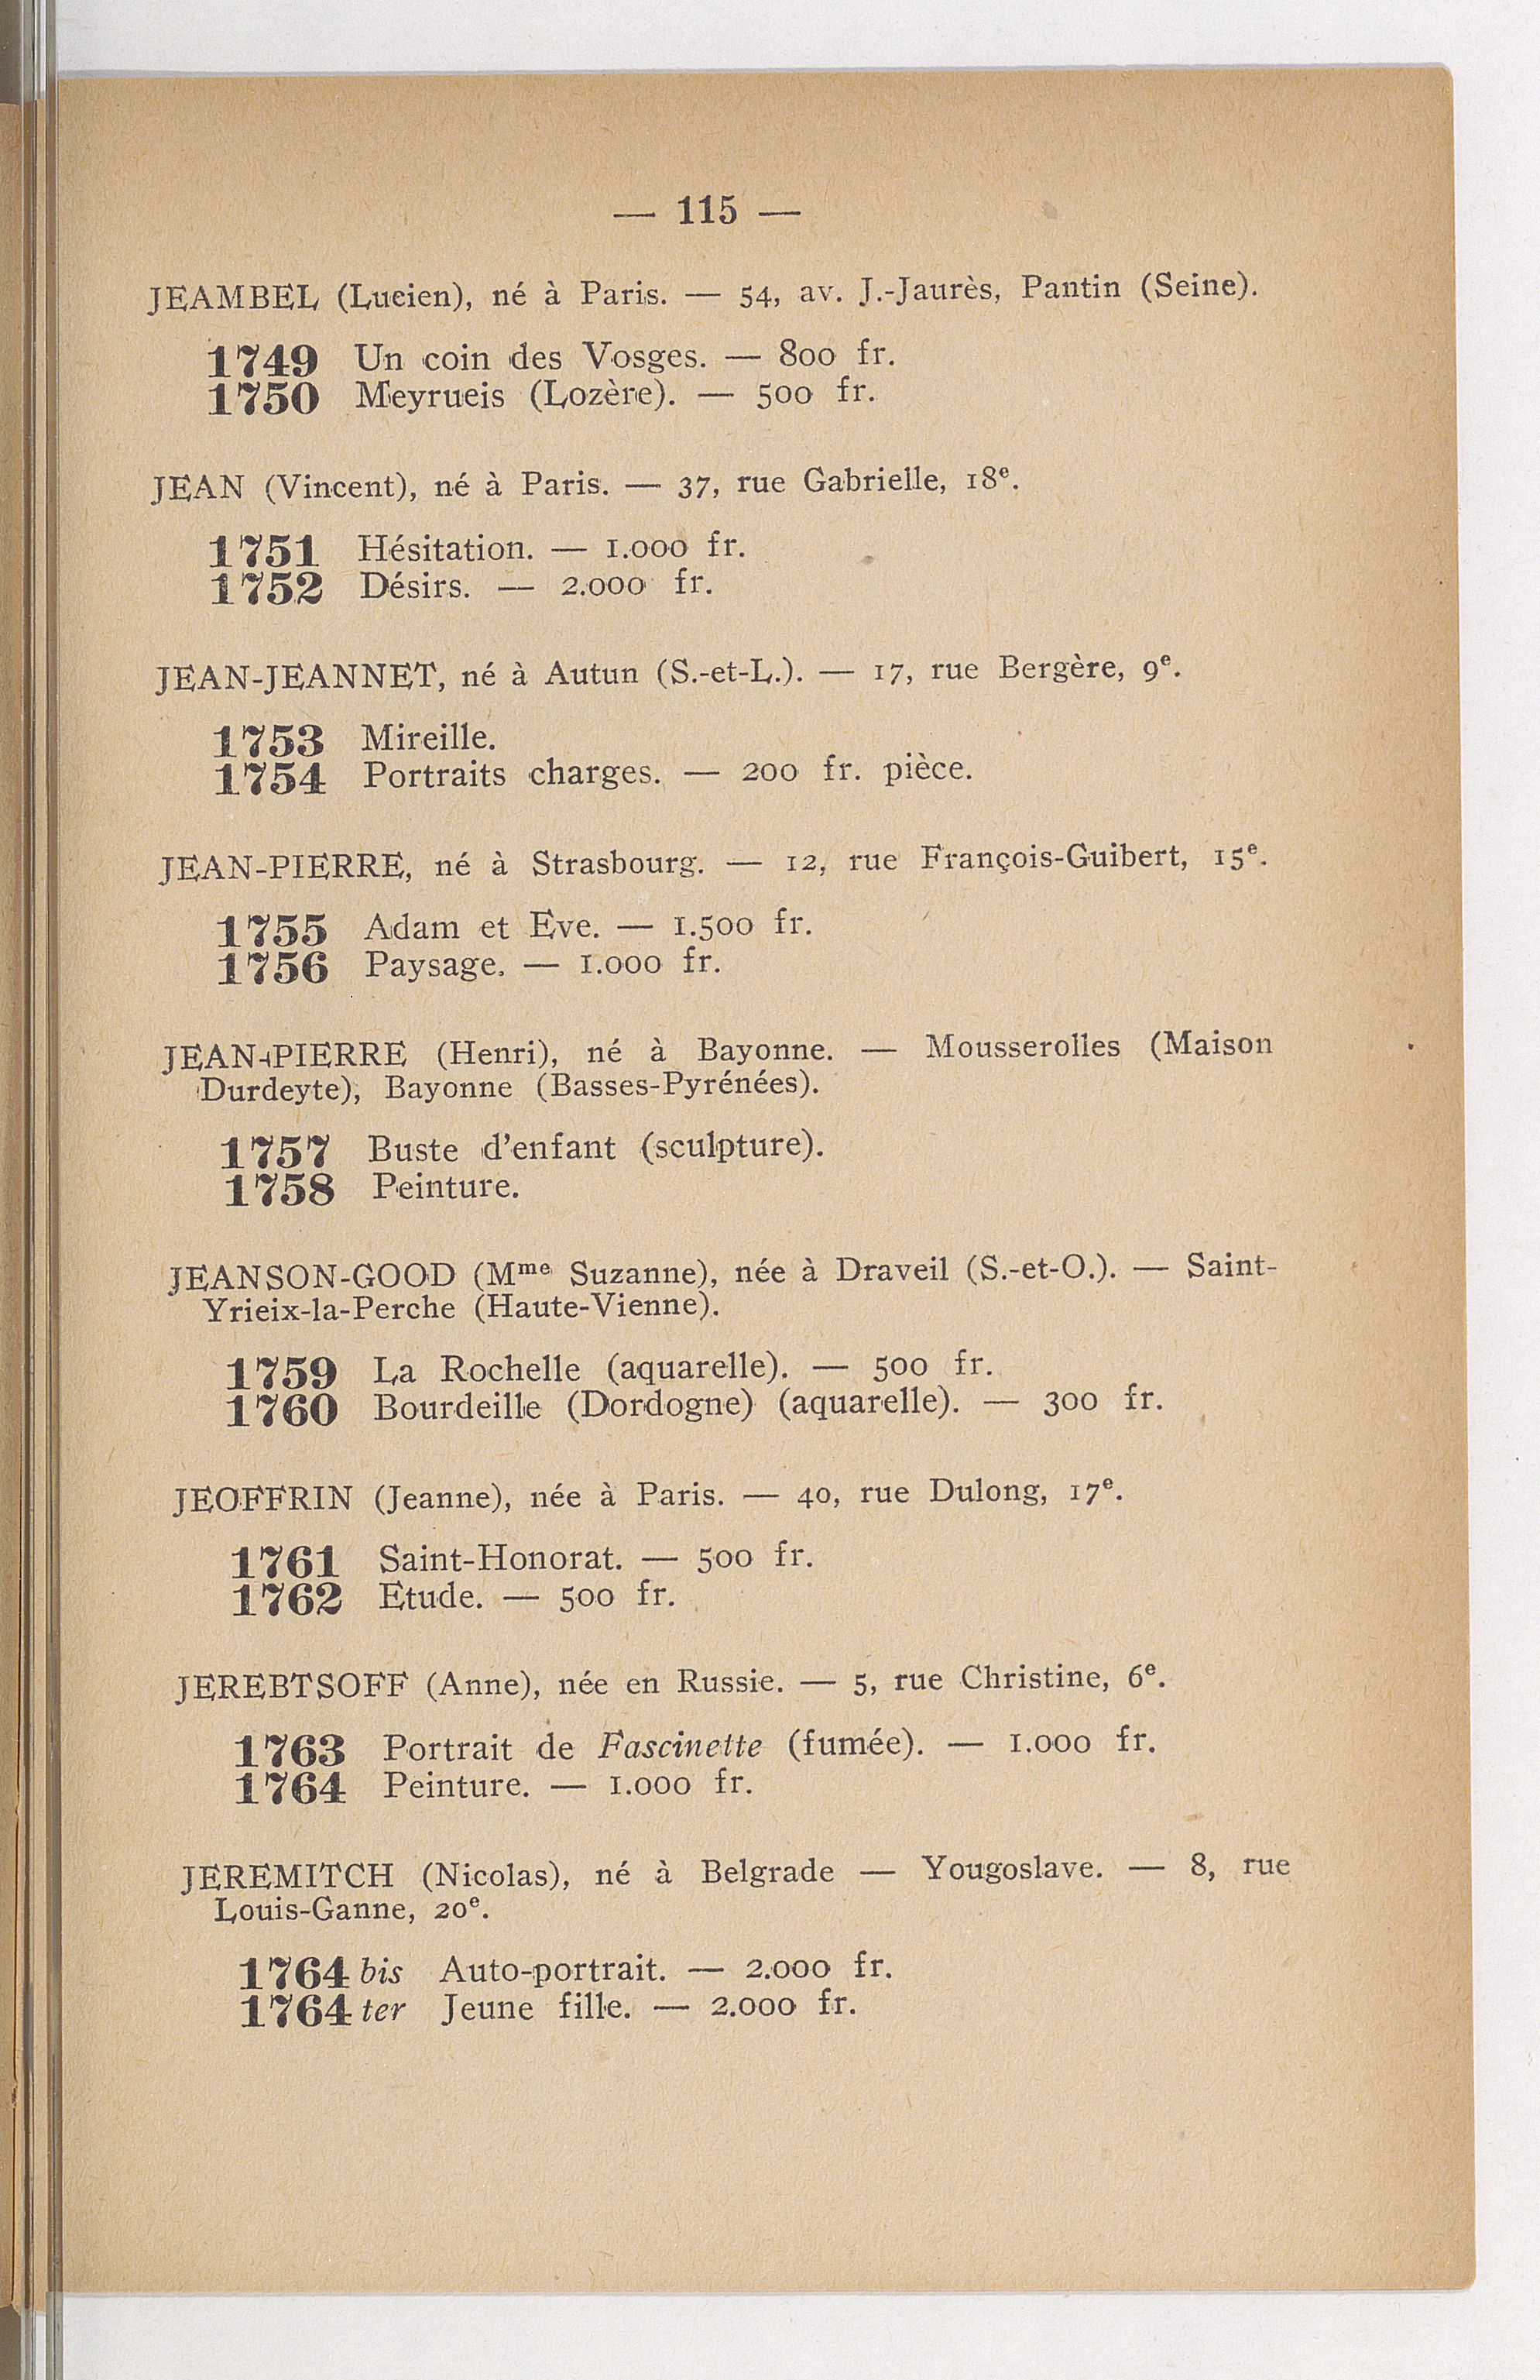 — 115 —
JEAMBEL (Lucien), né à Paris. — 54, av. J.-Jaurès, Pantin (Seine).
1749 Un coin des Vosges. — 800 fr.
1750 Meyrueis (Lozère). — 500 fr.
JEAN (Vincent), né à Paris. — 37, rue Gabrielle, 18e.
1751 Hésitation. — 1.000 fr.
1752 Désirs. — 2.000 fr.
JEAN-JEANNET, né à Autun (S.-et-L.). — 17, rue Bergère, 9e.
1753 Mireille.
1754 Portraits charges. — 200 fr. pièce.
JEAN-PIERRE, né à Strasbourg. — 12, rue François-Guibert, 15e.
1755 Adam et Eve. — 1.500 fr.
1756 Paysage. — 1.000 fr.
JEAN-PIERRE (Henri), né à Bayonne. — Mousserolles (Maison
Durdeyte), Bayonne (Basses-Pyrénées).
1757 Buste d'enfant (sculpture).
1758 Peinture.
JEANSON-GOOD (Mme Suzanne), née à Draveil (S.-et-O.). — Saint-
Yrieix-la-Perche (Haute-Vienne).
1759 La Rochelle (aquarelle). — 500 fr.
1760 Bourdeille (Dordogne) (aquarelle). — 300 fr.
JEOFFRIN (Jeanne), née à Paris. — 40, rue Dulong, 17e.
1761 Saint-Honorat. — 500 fr.
1762 Etude. — 500 fr.
JEREBTSOFF (Anne), née en Russie. — 5, rue Christine, 6e.
1763 Portrait de Fascinette (fumée). — 1.000 fr.
1764 Peinture. — 1.000 fr.
JEREMITCH (Nicolas), né à Belgrade — Yougoslave. — 8, rue
Louis-Ganne, 20e.
1764 bis Auto-portrait. — 2.000 fr.
1764 ter Jeune fille. — 2.000 fr.